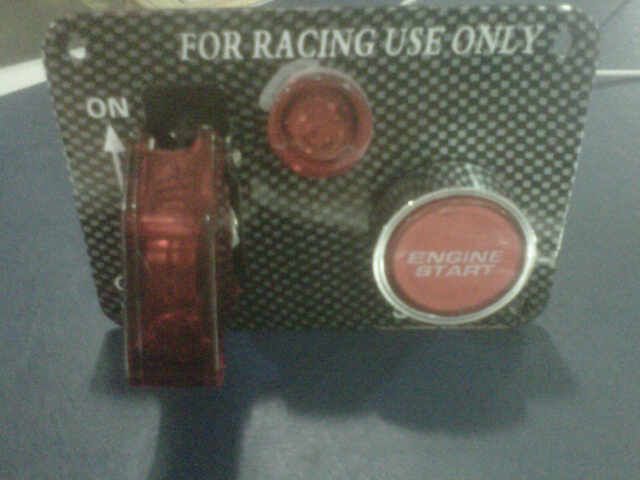 FOR RACING USE ONLY
ON
ENGINE
START